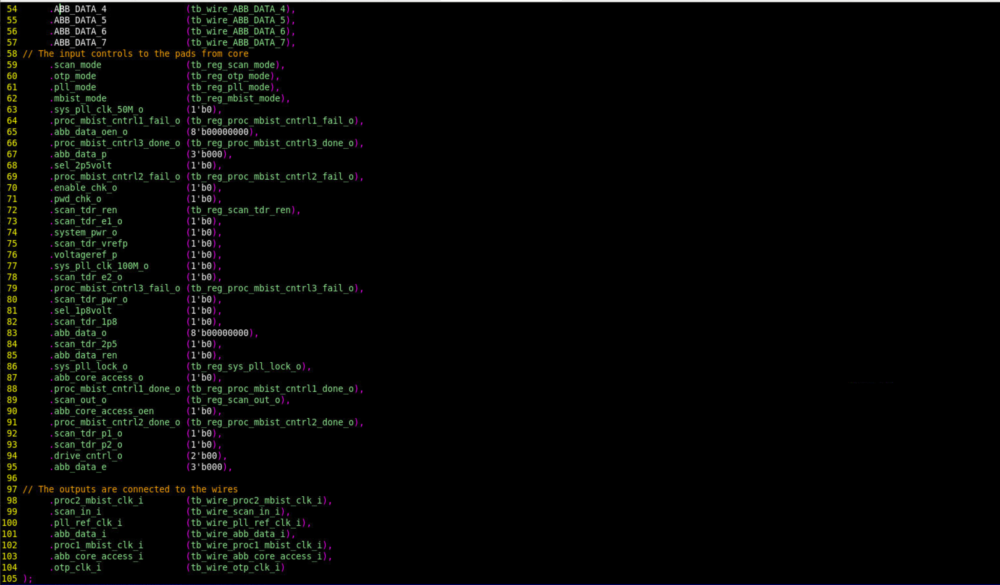 54 .ABB_DATA_4 (tb_wire_ABB_DATA_4),
55 .ABB_DATA_5 (tb_wire_ABB_DATA_5),
56 .ABB_DATA_6 (tb_wire_ABB_DATA_6),
57 .ABB_DATA_7 (tb_wire_ABB_DATA_7),
58 // The input controls to the pads from core
59 .scan_mode (tb_reg_scan_mode),
60 .otp_mode (tb_reg_otp_mode),
61 .pll_mode (tb_reg_pll_mode),
62 .mbist_mode (tb_reg_mbist_mode),
63 .sys_pll_clk_50M_o (1'b0),
64 .proc_mbist_cntrl1_fail_o (tb_reg_proc_mbist_cntrl1_fail_o),
65 .abb_data_oen_o (8'b00000000),
66 .proc_mbist_cntrl3_done_o (tb_reg_proc_mbist_cntrl3_done_o),
67 .abb_data_p (3'b000),
68 .sel_2p5volt (1'b0),
69 .proc_mbist_cntrl2_fail_o (tb_reg_proc_mbist_cntrl2_fail_o),
70 .enable_chk_o (1'b0),
71 .pwd_chk_o (1'b0),
72 .scan_tdr_ren (tb_reg_scan_tdr_ren),
73 .scan_tdr_e1_o (1'b0),
74 .system_pwr_o (1'b0),
75 .scan_tdr_vrefp (1'b0),
76 .voltageref_p (1'b0),
77 .sys_pll_clk_100M_o (1'b0),
78 .scan_tdr_e2_o (1'b0),
79 .proc_mbist_cntrl3_fail_o (tb_reg_proc_mbist_cntrl3_fail_o),
80 .scan_tdr_pwr_o (1'b0),
81 .sel_1p8volt (1'b0),
82 .scan_tdr_1p8 (1'b0),
83 .abb_data_o (8'b00000000),
84 .scan_tdr_2p5 (1'b0),
85 .abb_data_ren (1'b0),
86 .sys_pll_lock_o (tb_reg_sys_pll_lock_o),
87 .abb_core_access_o (1'b0),
88 .proc_mbist_cntrl1_done_o (tb_reg_proc_mbist_cntrl1_done_o),
89 .scan_out_o (tb_reg_scan_out_o),
90 .abb_core_access_oen (1'b0),
91 .proc_mbist_cntrl2_done_o (tb_reg_proc_mbist_cntrl2_done_o),
92 .scan_tdr_p1_o (1'b0),
93 .scan_tdr_p2_o (1'b0),
94 .drive_cntrl_o (2'b00),
95 .abb_data_e (3'b000),
96
97 // The outputs are connected to the wires
98 .proc2_mbist_clk_i (tb_wire_proc2_mbist_clk_i),
99 .scan_in_i (tb_wire_scan_in_i),
100 .pll_ref_clk_i (tb_wire_pll_ref_clk_i),
101 .abb_data_i (tb_wire_abb_data_i),
102 .proc1_mbist_clk_i (tb_wire_proc1_mbist_clk_i),
103 .abb_core_access_i (tb_wire_abb_core_access_i),
104 .otp_clk_i (tb_wire_otp_clk_i)
105 );